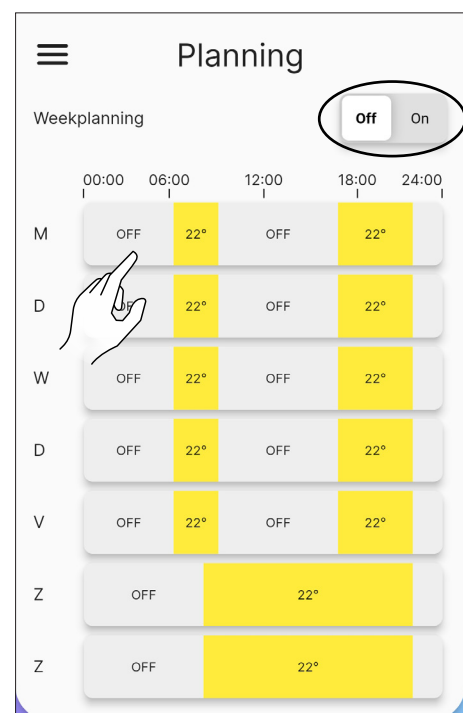 Planning
Weekplanning Off On
00:00 06:00 12:00 18:00 24:00
M OFF 22° OFF 22°
D OFF 22° OFF 22°
W OFF 22° OFF 22°
D OFF 22° OFF 22°
V OFF 22° OFF 22°
Z OFF 22°
Z OFF 22°